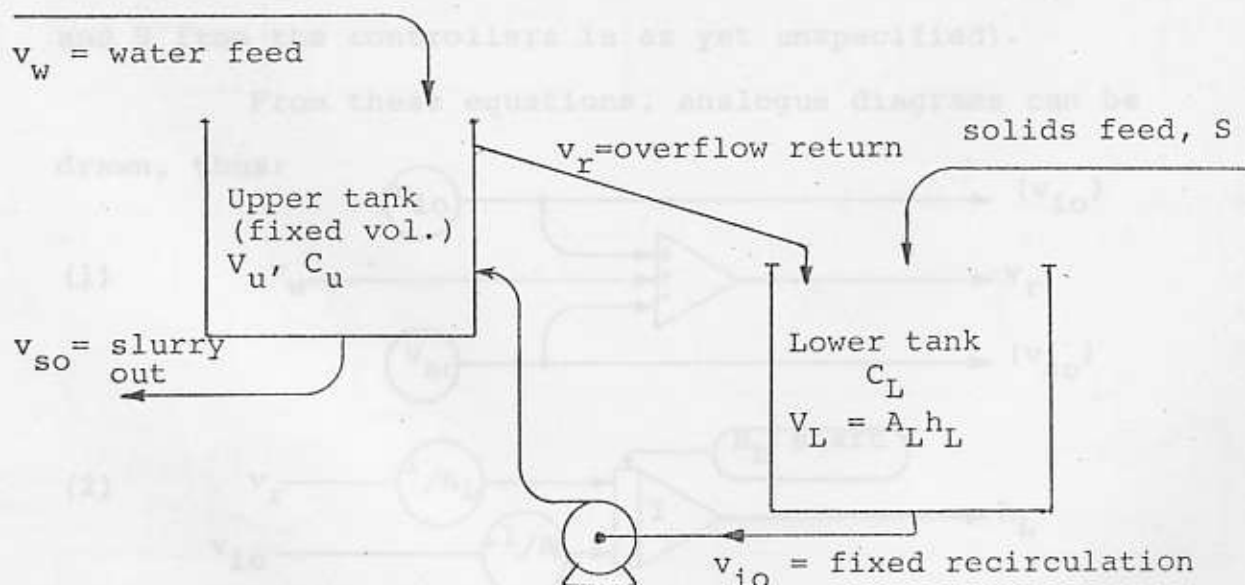 and S from the controllers is as yet unspecified).
v_w = water feed
From these equations, analogue diagrams can be
drawn, thus:
solids feed, S
v_r=overflow return
Upper tank
(fixed vol.)
V_u, C_u
(1)
v_so= slurry
out
Lower tank
C_L
V_L = A_L h_L
(2)
v_io = fixed recirculation